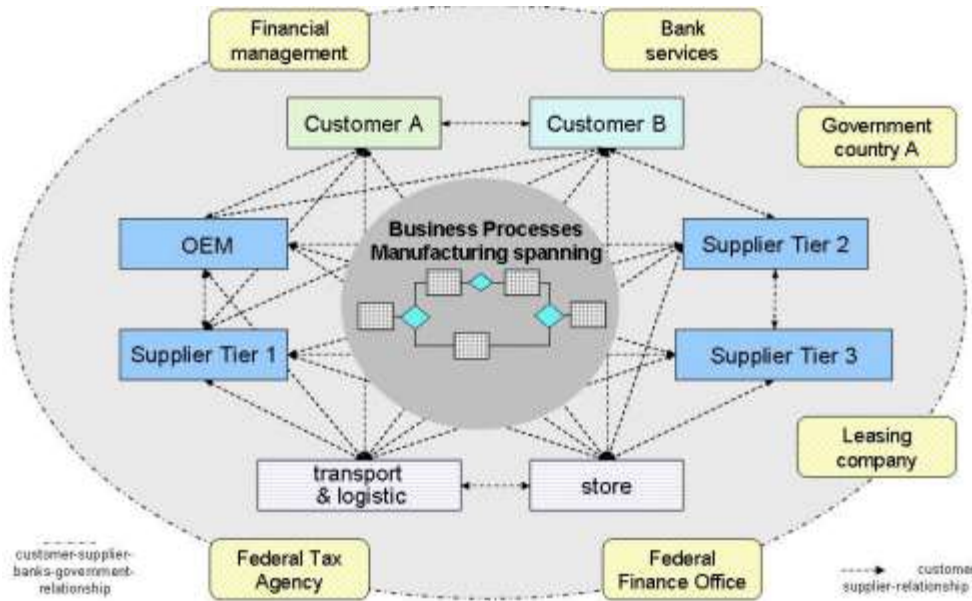 Financial
management
Bank
services
Customer A
Customer B
Government
country A
Business Processes
Manufacturing spanning
OEM
Supplier Tier 2
Supplier Tier 1
Supplier Tier 3
Leasing
company
transport
& logistic
store
customer-supplier-
banks-government-
relationship
Federal Tax
Agency
Federal
Finance Office
customer
supplier-relationship